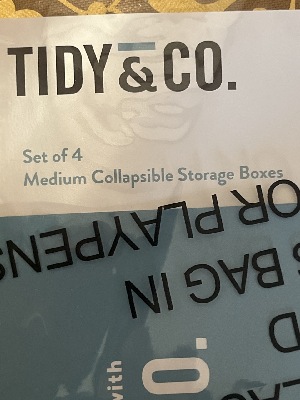 TIDY & CO.
Set of 4
Medium Collapsible Storage Boxes
OR PLAYPENS
BAG IN
with
O.